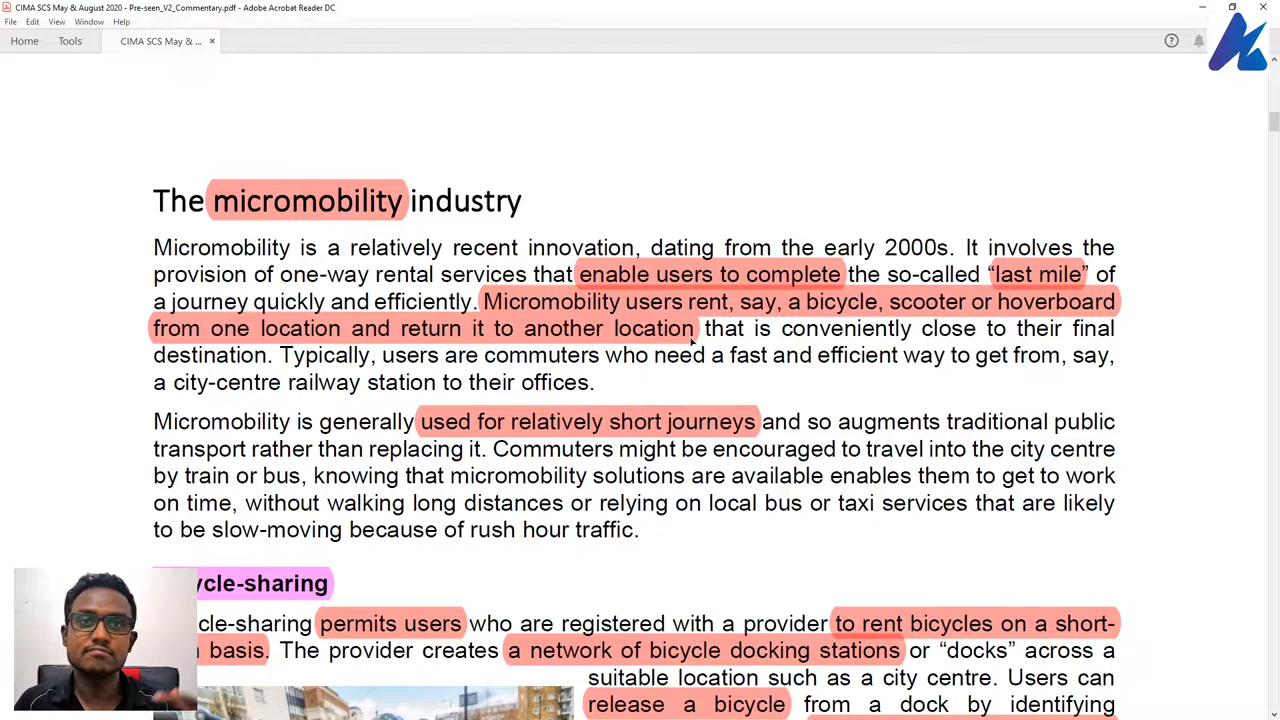 CIMA SCS May & August 2020 - Pre-seen_V2_Commentary.pdf - Adobe Acrobat Reader DC
File Edit View Window Help
Home Tools CIMA SCS May & ... ×
The micromobility industry
Micromobility is a relatively recent innovation, dating from the early 2000s. It involves the
provision of one-way rental services that enable users to complete the so-called “last mile” of
a journey quickly and efficiently. Micromobility users rent, say, a bicycle, scooter or hoverboard
from one location and return it to another location that is conveniently close to their final
destination. Typically, users are commuters who need a fast and efficient way to get from, say,
a city-centre railway station to their offices.
Micromobility is generally used for relatively short journeys and so augments traditional public
transport rather than replacing it. Commuters might be encouraged to travel into the city centre
by train or bus, knowing that micromobility solutions are available enables them to get to work
on time, without walking long distances or relying on local bus or taxi services that are likely
to be slow-moving because of rush hour traffic.
ycle-sharing
cle-sharing permits users who are registered with a provider to rent bicycles on a short-
basis. The provider creates a network of bicycle docking stations or “docks” across a
suitable location such as a city centre. Users can
release a bicycle from a dock by identifying